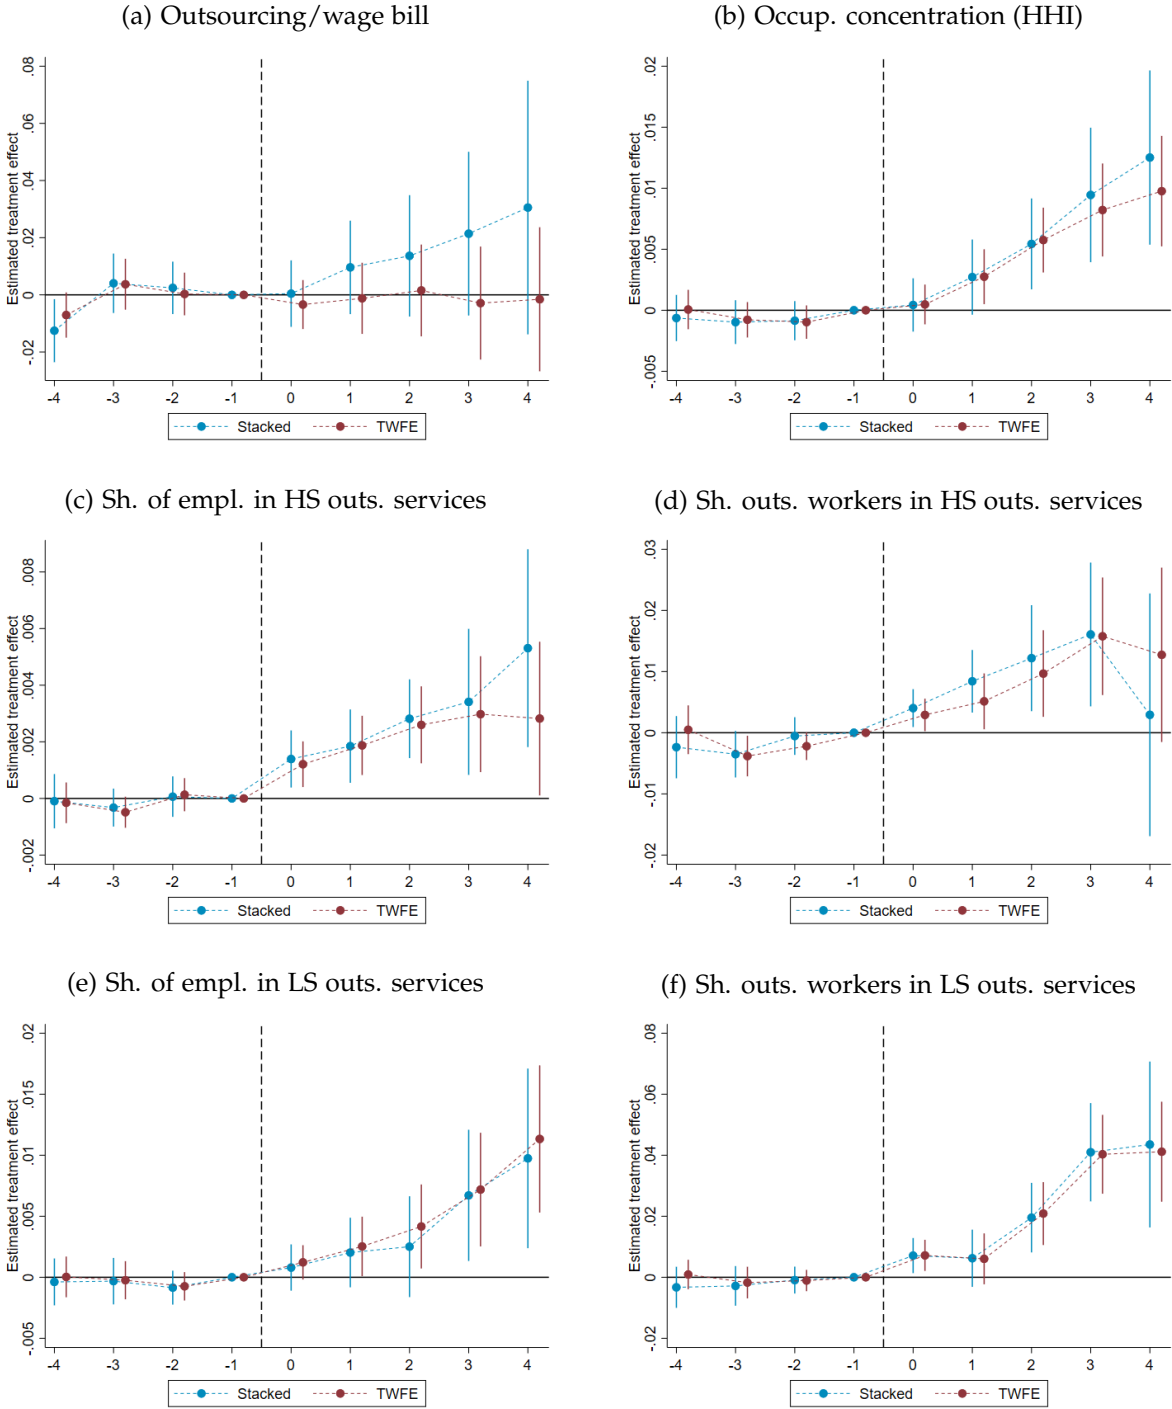 (a) Outsourcing/wage bill
Estimated treatment effect
.08
.06
.04
.02
0
-.02
-4 -3 -2 -1 0 1 2 3 4
Stacked TWFE
(b) Occup. concentration (HHI)
Estimated treatment effect
.02
.015
.01
.005
0
-.005
-4 -3 -2 -1 0 1 2 3 4
Stacked TWFE
(c) Sh. of empl. in HS outs. services
Estimated treatment effect
.008
.006
.004
.002
0
-.002
-4 -3 -2 -1 0 1 2 3 4
Stacked TWFE
(d) Sh. outs. workers in HS outs. services
Estimated treatment effect
.03
.02
.01
0
-.01
-.02
-4 -3 -2 -1 0 1 2 3 4
Stacked TWFE
(e) Sh. of empl. in LS outs. services
Estimated treatment effect
.02
.015
.01
.005
0
-.005
-4 -3 -2 -1 0 1 2 3 4
Stacked TWFE
(f) Sh. outs. workers in LS outs. services
Estimated treatment effect
.08
.06
.04
.02
0
-.02
-4 -3 -2 -1 0 1 2 3 4
Stacked TWFE